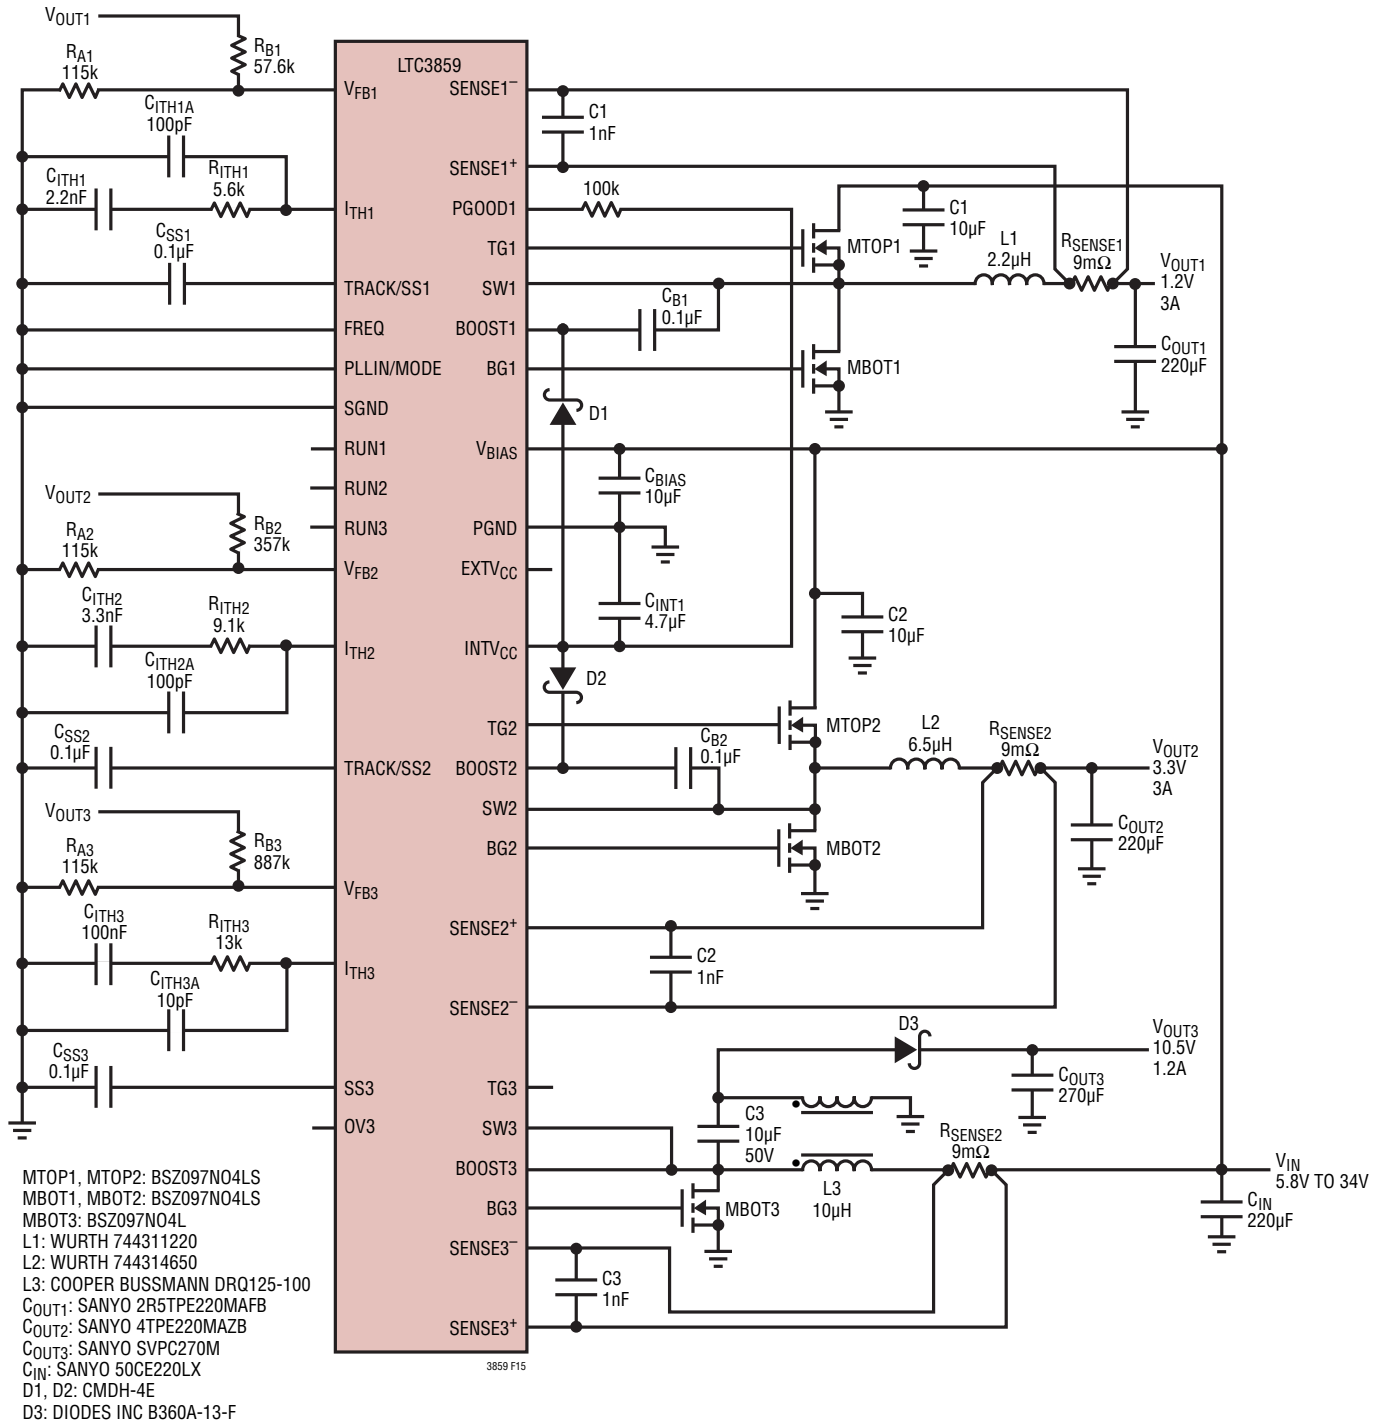 VOUT1
RA1
115k
RB1
57.6k
CITH1A
100pF
CITH1
2.2nF
RITH1
5.6k
CSS1
0.1µF
VOUT2
RA2
115k
RB2
357k
CITH2
3.3nF
RITH2
9.1k
CITH2A
100pF
CSS2
0.1µF
VOUT3
RA3
115k
RB3
887k
CITH3
100nF
RITH3
13k
CITH3A
10pF
CSS3
0.1µF
LTC3859
VFB1
ITH1
TRACK/SS1
FREQ
PLLIN/MODE
SGND
RUN1
RUN2
RUN3
VFB2
ITH2
TRACK/SS2
VFB3
ITH3
SS3
OV3
SENSE1–
SENSE1+
PGOOD1
TG1
SW1
BOOST1
BG1
VBIAS
PGND
EXTVCC
INTVCC
TG2
BOOST2
SW2
BG2
SENSE2+
SENSE2–
TG3
SW3
BOOST3
BG3
SENSE3–
SENSE3+
C1
1nF
100k
C1
10µF
MTOP1
L1
2.2µH
RSENSE1
9mΩ
VOUT1
1.2V
3A
CB1
0.1µF
COUT1
220µF
MBOT1
D1
CBIAS
10µF
CINT1
4.7µF
C2
10µF
D2
MTOP2
L2
6.5µH
RSENSE2
9mΩ
VOUT2
3.3V
3A
CB2
0.1µF
COUT2
220µF
MBOT2
C2
1nF
D3
VOUT3
10.5V
1.2A
COUT3
270µF
C3
10µF
50V
RSENSE2
9mΩ
VIN
5.8V TO 34V
L3
10µH
CIN
220µF
MBOT3
C3
1nF
3859 F15
MTOP1, MTOP2: BSZ097NO4LS
MBOT1, MBOT2: BSZ097NO4LS
MBOT3: BSZ097NO4L
L1: WURTH 744311220
L2: WURTH 744314650
L3: COOPER BUSSMANN DRQ125-100
COUT1: SANYO 2R5TPE220MAFB
COUT2: SANYO 4TPE220MAZB
COUT3: SANYO SVPC270M
CIN: SANYO 50CE220LX
D1, D2: CMDH-4E
D3: DIODES INC B360A-13-F